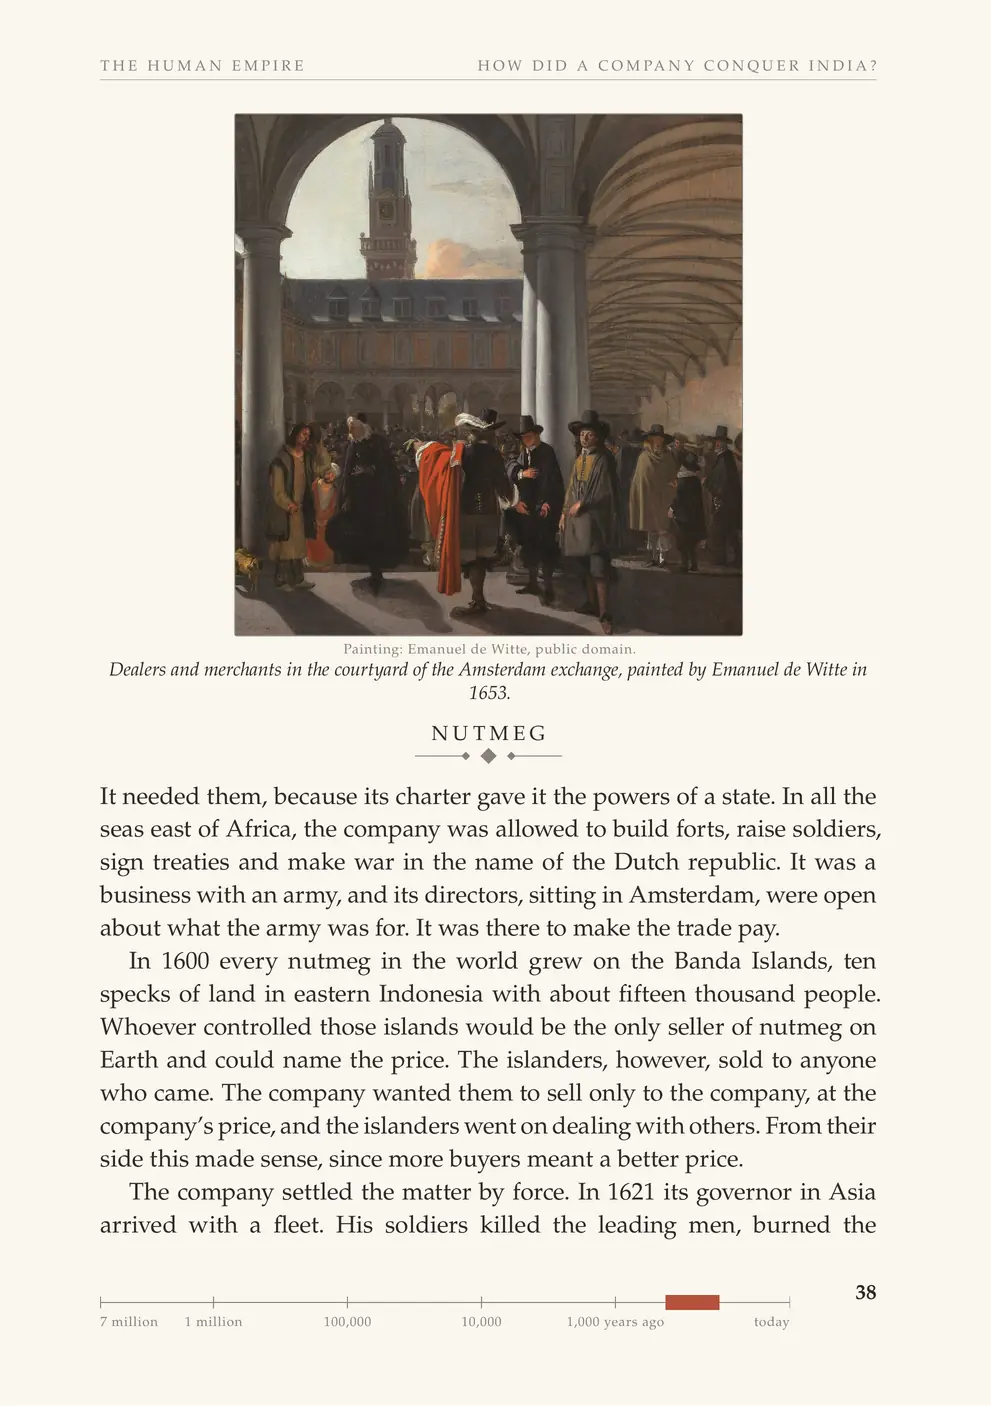 THE HUMAN EMPIRE
HOW DID A COMPANY CONQUER INDIA?
Painting: Emanuel de Witte, public domain.
Dealers and merchants in the courtyard of the Amsterdam exchange, painted by Emanuel de Witte in
1653.
NUTMEG
It needed them, because its charter gave it the powers of a state. In all the
seas east of Africa, the company was allowed to build forts, raise soldiers,
sign treaties and make war in the name of the Dutch republic. It was a
business with an army, and its directors, sitting in Amsterdam, were open
about what the army was for. It was there to make the trade pay.
In 1600 every nutmeg in the world grew on the Banda Islands, ten
specks of land in eastern Indonesia with about fifteen thousand people.
Whoever controlled those islands would be the only seller of nutmeg on
Earth and could name the price. The islanders, however, sold to anyone
who came. The company wanted them to sell only to the company, at the
company’s price, and the islanders went on dealing with others. From their
side this made sense, since more buyers meant a better price.
The company settled the matter by force. In 1621 its governor in Asia
arrived with a fleet. His soldiers killed the leading men, burned the
38
7 million
1 million
100,000
10,000
1,000 years ago
today